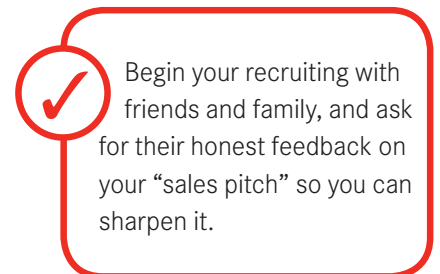 Begin your recruiting with
friends and family, and ask
for their honest feedback on
your “sales pitch” so you can
sharpen it.